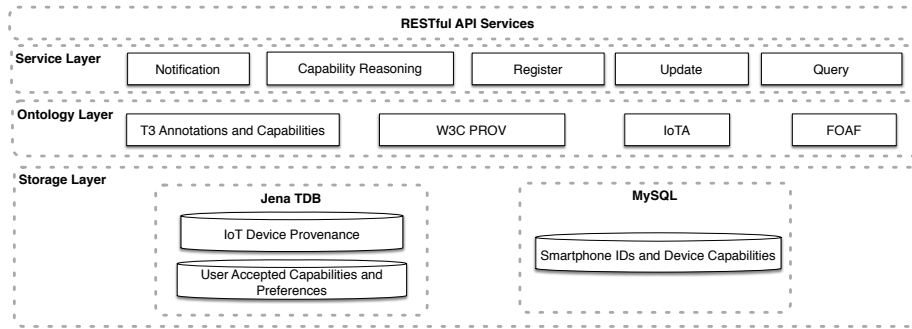 RESTful API Services
Service Layer
Notification
Capability Reasoning
Register
Update
Query
Ontology Layer
T3 Annotations and Capabilities
W3C PROV
IoTA
FOAF
Storage Layer
Jena TDB
IoT Device Provenance
User Accepted Capabilities and
Preferences
MySQL
Smartphone IDs and Device Capabilities